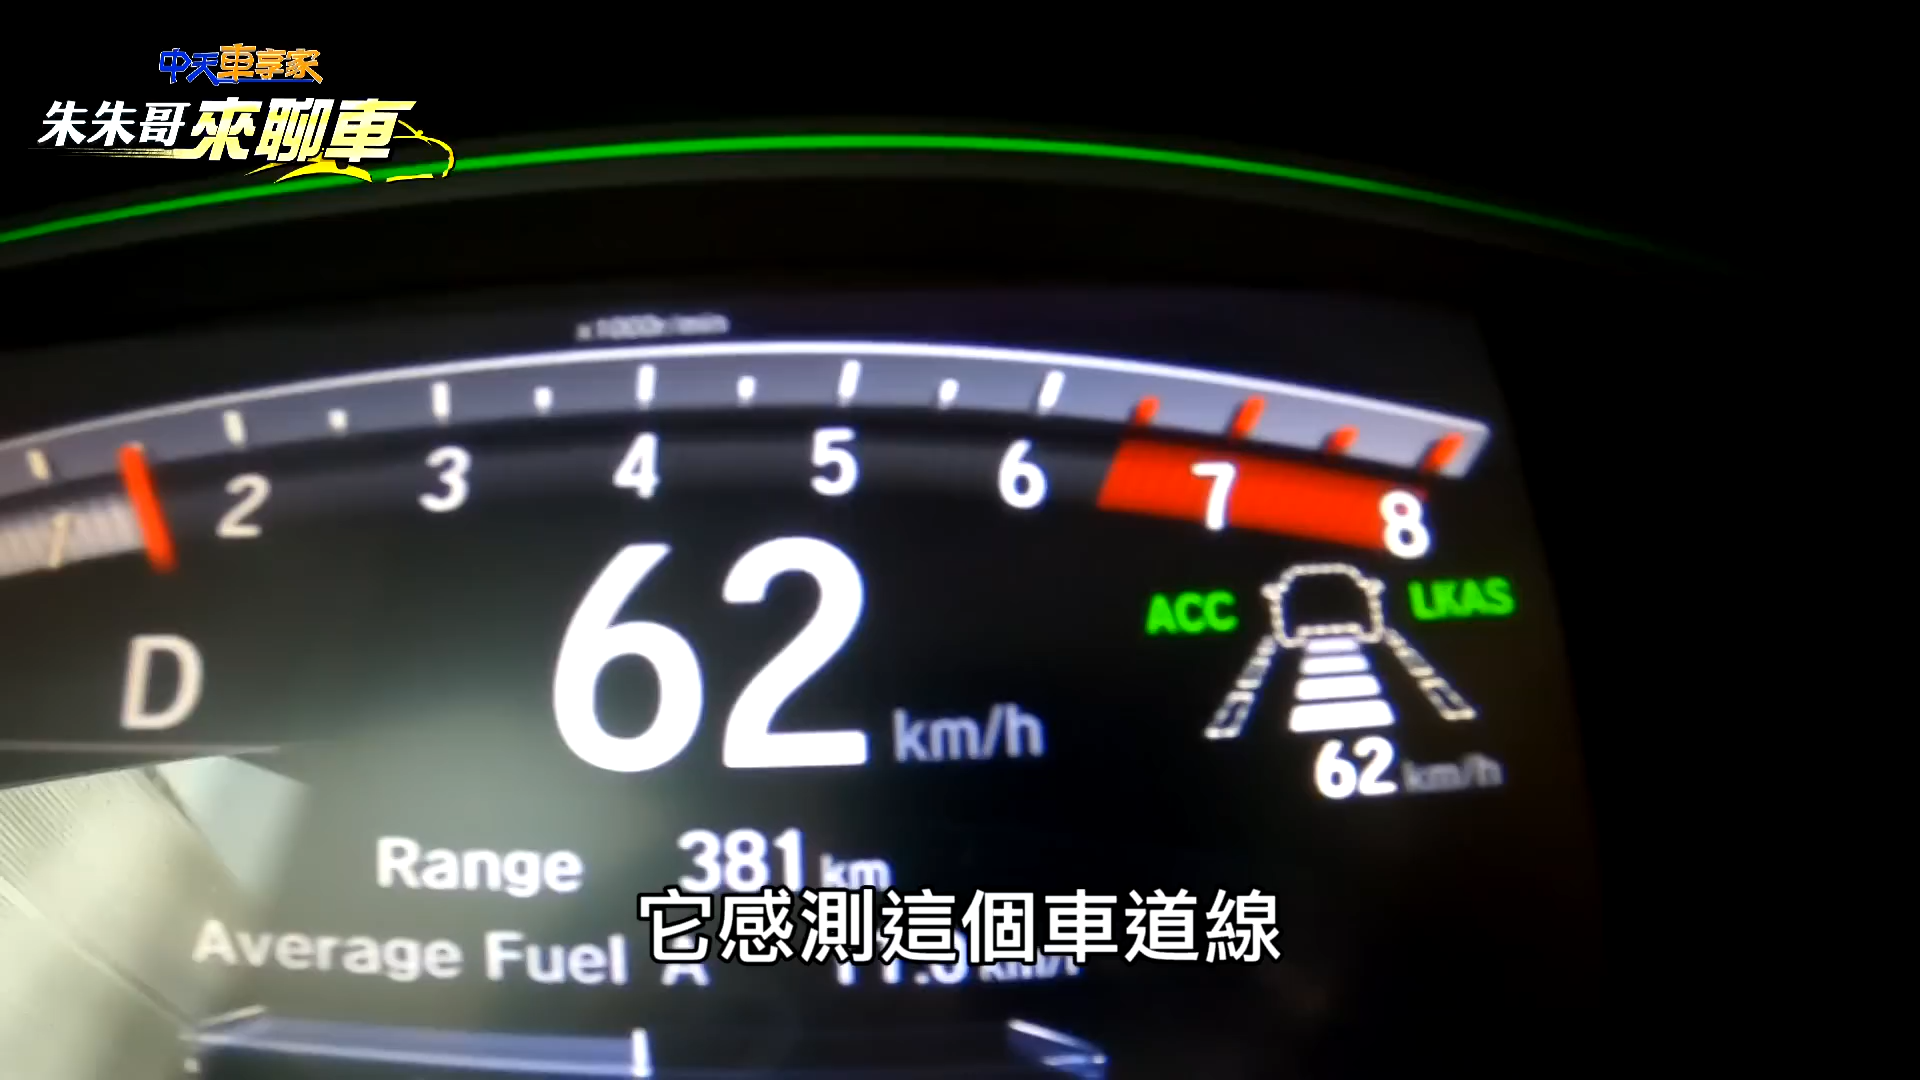 中天車享家
朱朱哥來聊車
x1000r/min
2 3 4 5 6 7 8
D
62 km/h
ACC LKAS
62 km/h
Range 381 km
Average Fuel A
它感測這個車道線